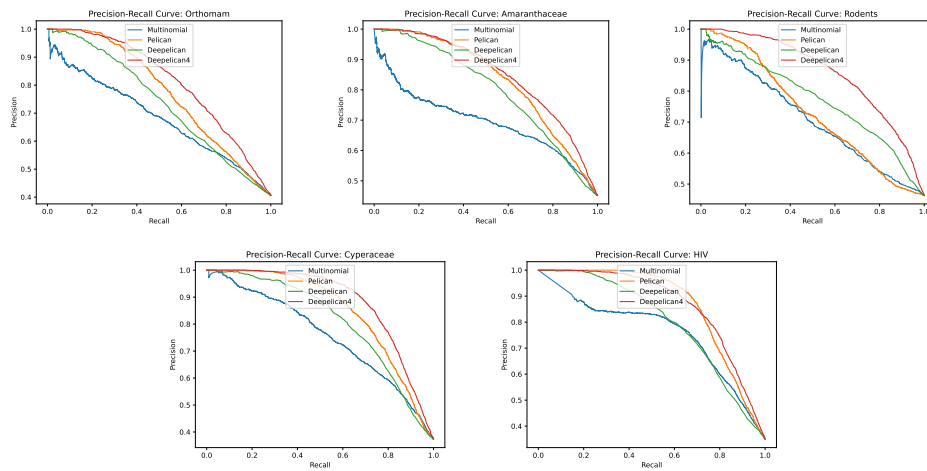 Precision-Recall Curve: Orthomam
Multinomial
Pelican
Deepelican
Deepelican4
Precision
1.0
0.9
0.8
0.7
0.6
0.5
0.4
0.0 0.2 0.4 0.6 0.8 1.0
Recall
Precision-Recall Curve: Amaranthaceae
Multinomial
Pelican
Deepelican
Deepelican4
Precision
1.0
0.9
0.8
0.7
0.6
0.5
0.0 0.2 0.4 0.6 0.8 1.0
Recall
Precision-Recall Curve: Rodents
Multinomial
Pelican
Deepelican
Deepelican4
Precision
1.0
0.9
0.8
0.7
0.6
0.5
0.0 0.2 0.4 0.6 0.8 1.0
Recall
Precision-Recall Curve: Cyperaceae
Multinomial
Pelican
Deepelican
Deepelican4
Precision
1.0
0.9
0.8
0.7
0.6
0.5
0.4
0.0 0.2 0.4 0.6 0.8 1.0
Recall
Precision-Recall Curve: HIV
Multinomial
Pelican
Deepelican
Deepelican4
Precision
1.0
0.9
0.8
0.7
0.6
0.5
0.4
0.0 0.2 0.4 0.6 0.8 1.0
Recall